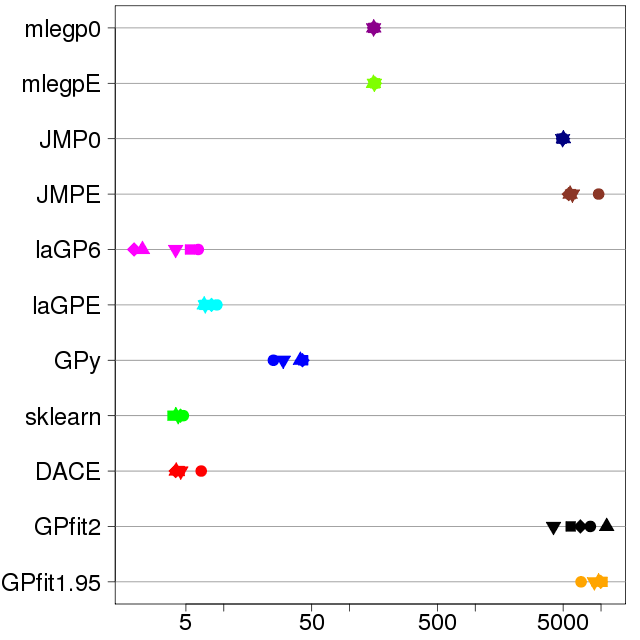 mlegp0
mlegpE
JMP0
JMPE
laGP6
laGPE
GPy
sklearn
DACE
GPfit2
GPfit1.95
5 50 500 5000